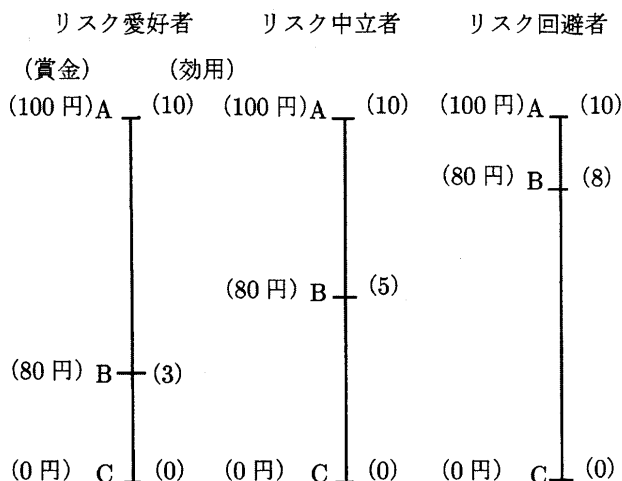 リスク愛好者 リスク中立者 リスク回避者
(賞金) (効用)
(100円) A (10) (100円) A (10) (100円) A (10)
(80円) B (8)
(80円) B (5)
(80円) B (3)
(0円) C (0) (0円) C (0) (0円) C (0)